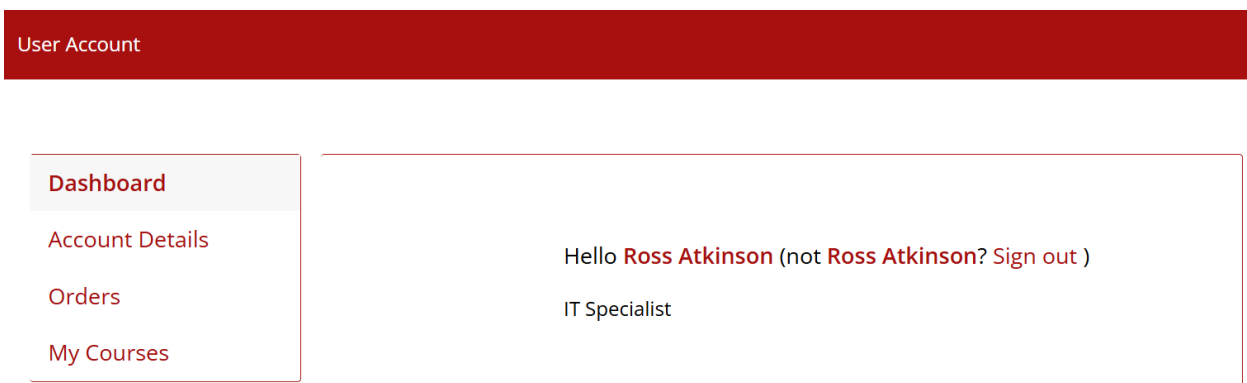 User Account
Dashboard
Account Details
Orders
My Courses
Hello Ross Atkinson (not Ross Atkinson? Sign out )
IT Specialist